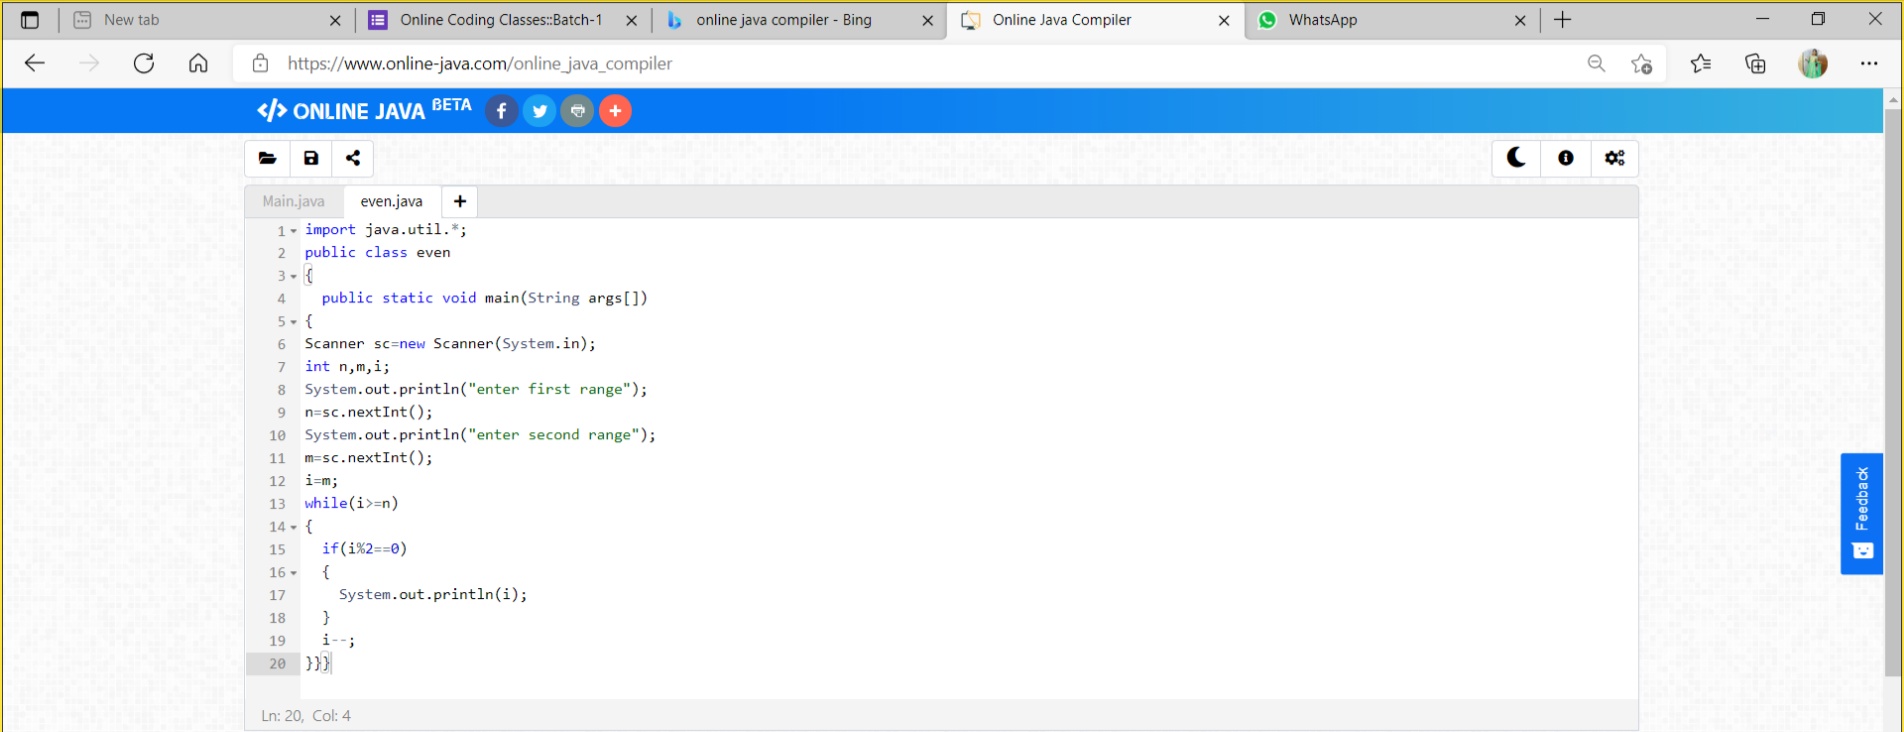 New tab
Online Coding Classes::Batch-1
online java compiler - Bing
Online Java Compiler
WhatsApp
https://www.online-java.com/online_java_compiler
</> ONLINE JAVA BETA
Main.java even.java +
1 import java.util.*;
2 public class even
3 {
4 public static void main(String args[])
5 {
6 Scanner sc=new Scanner(System.in);
7 int n,m,i;
8 System.out.println("enter first range");
9 n=sc.nextInt();
10 System.out.println("enter second range");
11 m=sc.nextInt();
12 i=m;
13 while(i>=n)
14 {
15 if(i%2==0)
16 {
17 System.out.println(i);
18 }
19 i--;
20 }}}
Feedback
Ln: 20, Col: 4